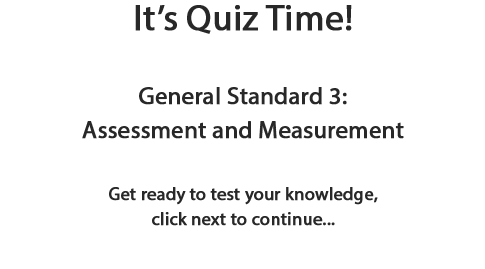 It’s Quiz Time!
General Standard 3:
Assessment and Measurement
Get ready to test your knowledge,
click next to continue...